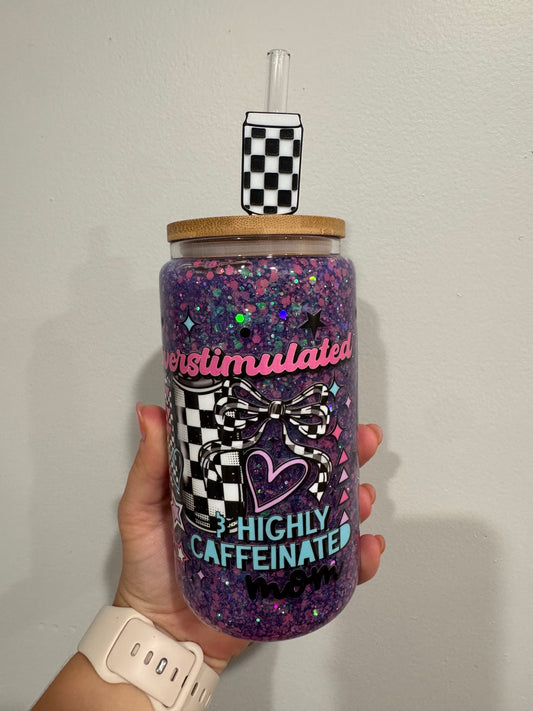 verstimulated
& HIGHLY
CAFFEINATED
mom